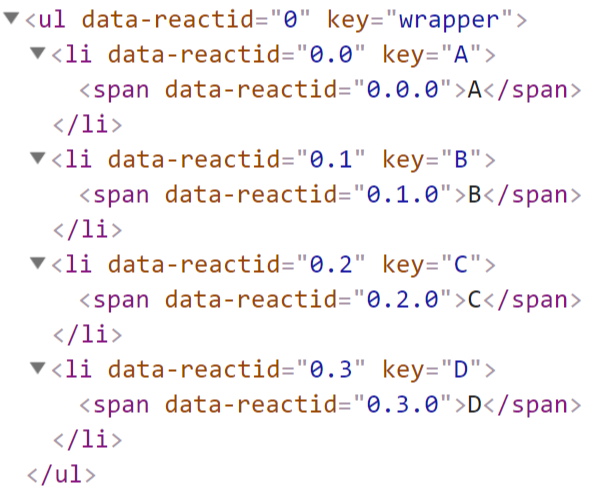 ▼<ul data-reactid="0" key="wrapper">
▼<li data-reactid="0.0" key="A">
<span data-reactid="0.0.0">A</span>
</li>
▼<li data-reactid="0.1" key="B">
<span data-reactid="0.1.0">B</span>
</li>
▼<li data-reactid="0.2" key="C">
<span data-reactid="0.2.0">C</span>
</li>
▼<li data-reactid="0.3" key="D">
<span data-reactid="0.3.0">D</span>
</li>
</ul>